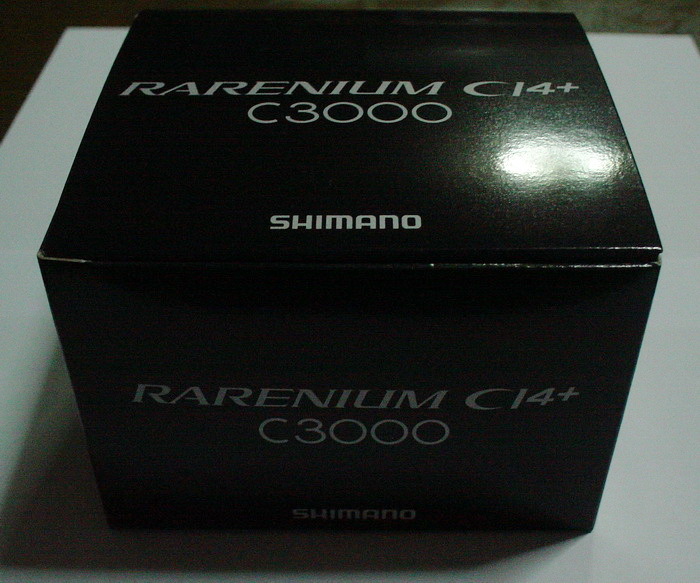 RARENIUM CI4+
C3000
SHIMANO
RARENIUM CI4+
C3000
SHIMANO